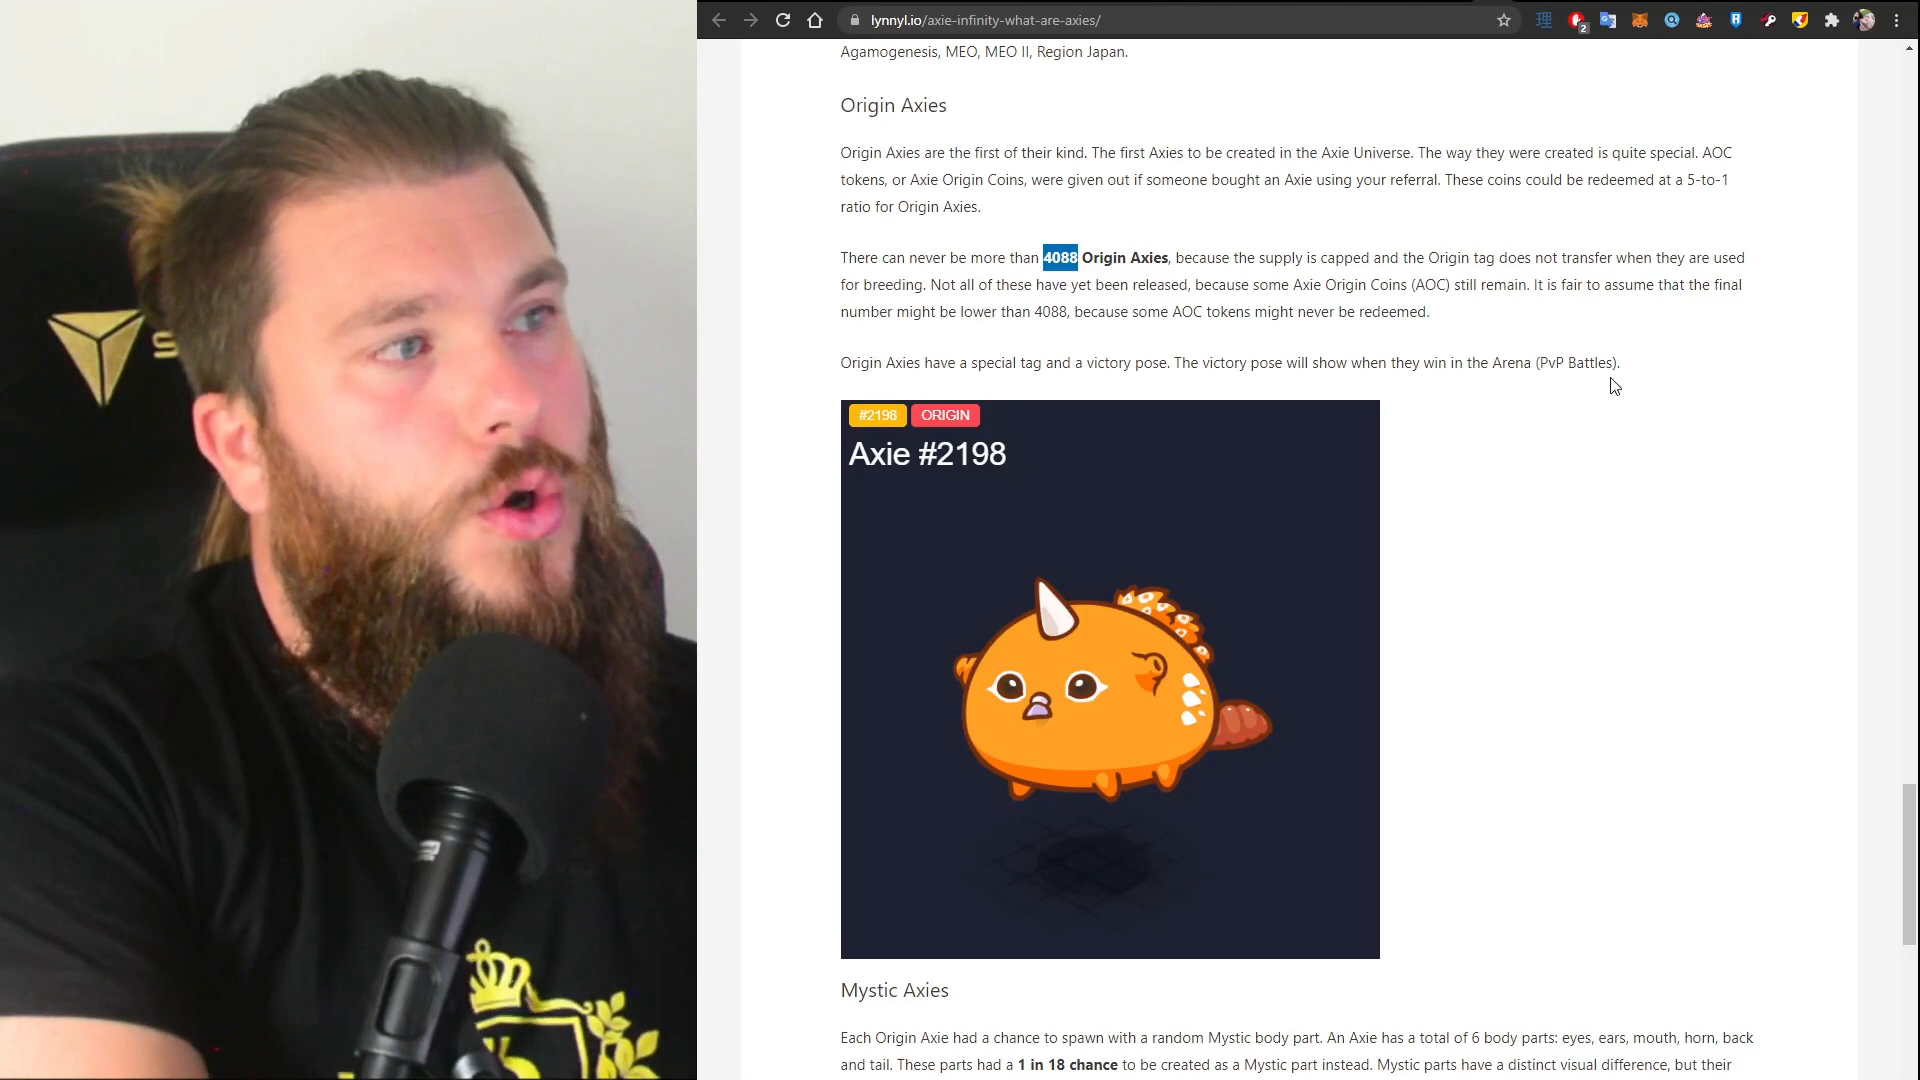 lynnyl.io/axie-infinity-what-are-axies/
2
Agamogenesis, MEO, MEO II, Region Japan.
Origin Axies
Origin Axies are the first of their kind. The first Axies to be created in the Axie Universe. The way they were created is quite special. AOC
tokens, or Axie Origin Coins, were given out if someone bought an Axie using your referral. These coins could be redeemed at a 5-to-1
ratio for Origin Axies.
There can never be more than 4088 Origin Axies, because the supply is capped and the Origin tag does not transfer when they are used
for breeding. Not all of these have yet been released, because some Axie Origin Coins (AOC) still remain. It is fair to assume that the final
number might be lower than 4088, because some AOC tokens might never be redeemed.
Origin Axies have a special tag and a victory pose. The victory pose will show when they win in the Arena (PvP Battles).
#2198 ORIGIN
Axie #2198
Mystic Axies
Each Origin Axie had a chance to spawn with a random Mystic body part. An Axie has a total of 6 body parts: eyes, ears, mouth, horn, back
and tail. These parts had a 1 in 18 chance to be created as a Mystic part instead. Mystic parts have a distinct visual difference, but their